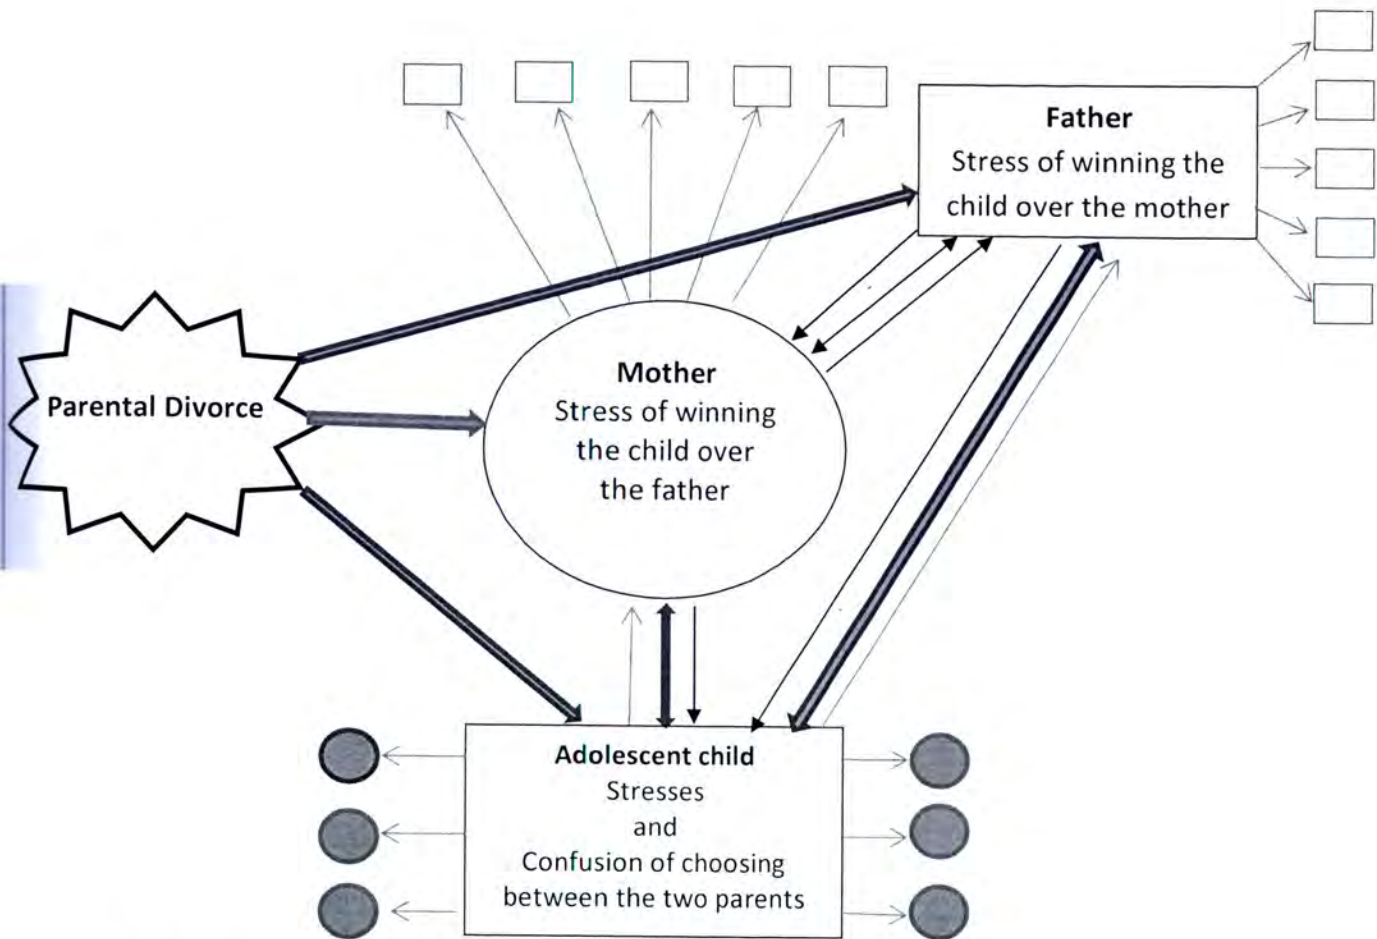 Father
Stress of winning the
child over the mother
Parental Divorce
Mother
Stress of winning
the child over
the father
Adolescent child
Stresses
and
Confusion of choosing
between the two parents